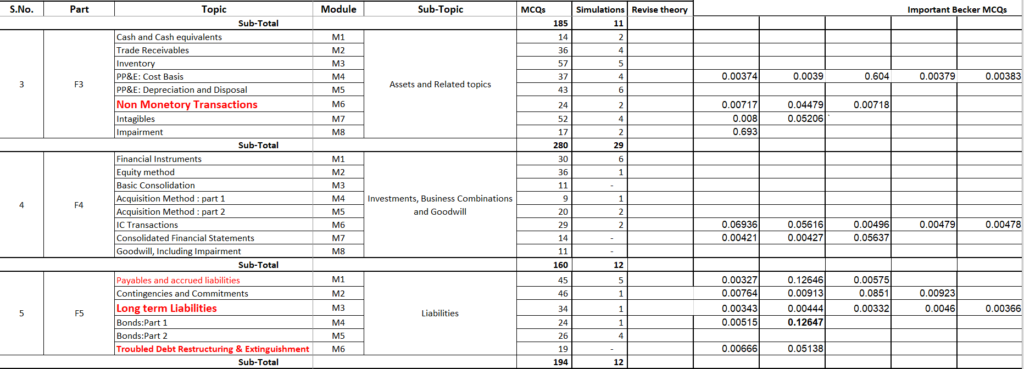 S.No. Part Topic Module Sub-Topic MCQs Simulations Revise theory Important Becker MCQs
Sub-Total 185 11
Cash and Cash equivalents M1 14 2
Trade Receivables M2 36 4
Inventory M3 57 5
PP&E: Cost Basis M4 37 4 0.00374 0.0039 0.604 0.00379 0.00383
3 F3 Assets and Related topics
PP&E: Depreciation and Disposal M5 43 6
Non Monetory Transactions M6 24 2 0.00717 0.04479 0.00718
Intagibles M7 52 4 0.008 0.05206
Impairment M8 17 2 0.693
Sub-Total 280 29
Financial Instruments M1 30 6
Equity method M2 36 1
Basic Consolidation M3 11 -
Acquisition Method : part 1 M4 9 1
4 F4 Investments, Business Combinations and Goodwill
Acquisition Method : part 2 M5 20 2
IC Transactions M6 29 2 0.06936 0.05616 0.00496 0.00479 0.00478
Consolidated Financial Statements M7 14 - 0.00421 0.00427 0.05637
Goodwill, Including Impairment M8 11 -
Sub-Total 160 12
Payables and accrued liabilities M1 45 5 0.00327 0.12646 0.00575
Contingencies and Commitments M2 46 1 0.00764 0.00913 0.0851 0.00923
5 F5 Liabilities
Long term Liabilities M3 34 1 0.00343 0.00444 0.00332 0.0046 0.00366
Bonds:Part 1 M4 24 1 0.00515 0.12647
Bonds:Part 2 M5 26 4
Troubled Debt Restructuring & Extinguishment M6 19 - 0.00666 0.05138
Sub-Total 194 12